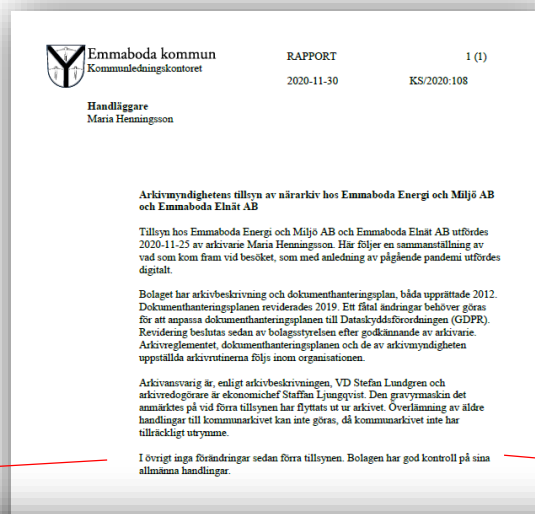 Emmaboda kommun
Kommunledningskontoret
RAPPORT
1 (1)
2020-11-30
KS/2020:108
Handläggare
Maria Henningsson
Arkivmyndighetens tillsyn av närarkiv hos Emmaboda Energi och Miljö AB
och Emmaboda Elnät AB
Tillsyn hos Emmaboda Energi och Miljö AB och Emmaboda Elnät AB utfördes
2020-11-25 av arkivarie Maria Henningsson. Här följer en sammanställning av
vad som kom fram vid besöket, som med anledning av pågående pandemi utfördes
digitalt.
Bolaget har arkivbeskrivning och dokumenthanteringsplan, båda upprättade 2012.
Dokumenthanteringsplanen reviderades 2019. Ett fåtal ändringar behöver göras
för att anpassa dokumenthanteringsplanen till Dataskyddsförordningen (GDPR).
Revidering beslutas sedan av bolagsstyrelsen efter godkännande av arkivarie.
Arkivreglementet, dokumenthanteringsplanen och de av arkivmyndigheten
uppställda arkivrutinerna följs inom organisationen.
Arkivansvarig är, enligt arkivbeskrivningen, VD Stefan Lundgren och
arkivredogörare är ekonomichef Staffan Ljungqvist. Den gravyrmaskin det
anmärktes på vid förra tillsynen har flyttats ut ur arkivet. Överlämning av äldre
handlingar till kommunarkivet kan inte göras, då kommunarkivet inte har
tillräckligt utrymme.
I övrigt inga förändringar sedan förra tillsynen. Bolagen har god kontroll på sina
allmänna handlingar.